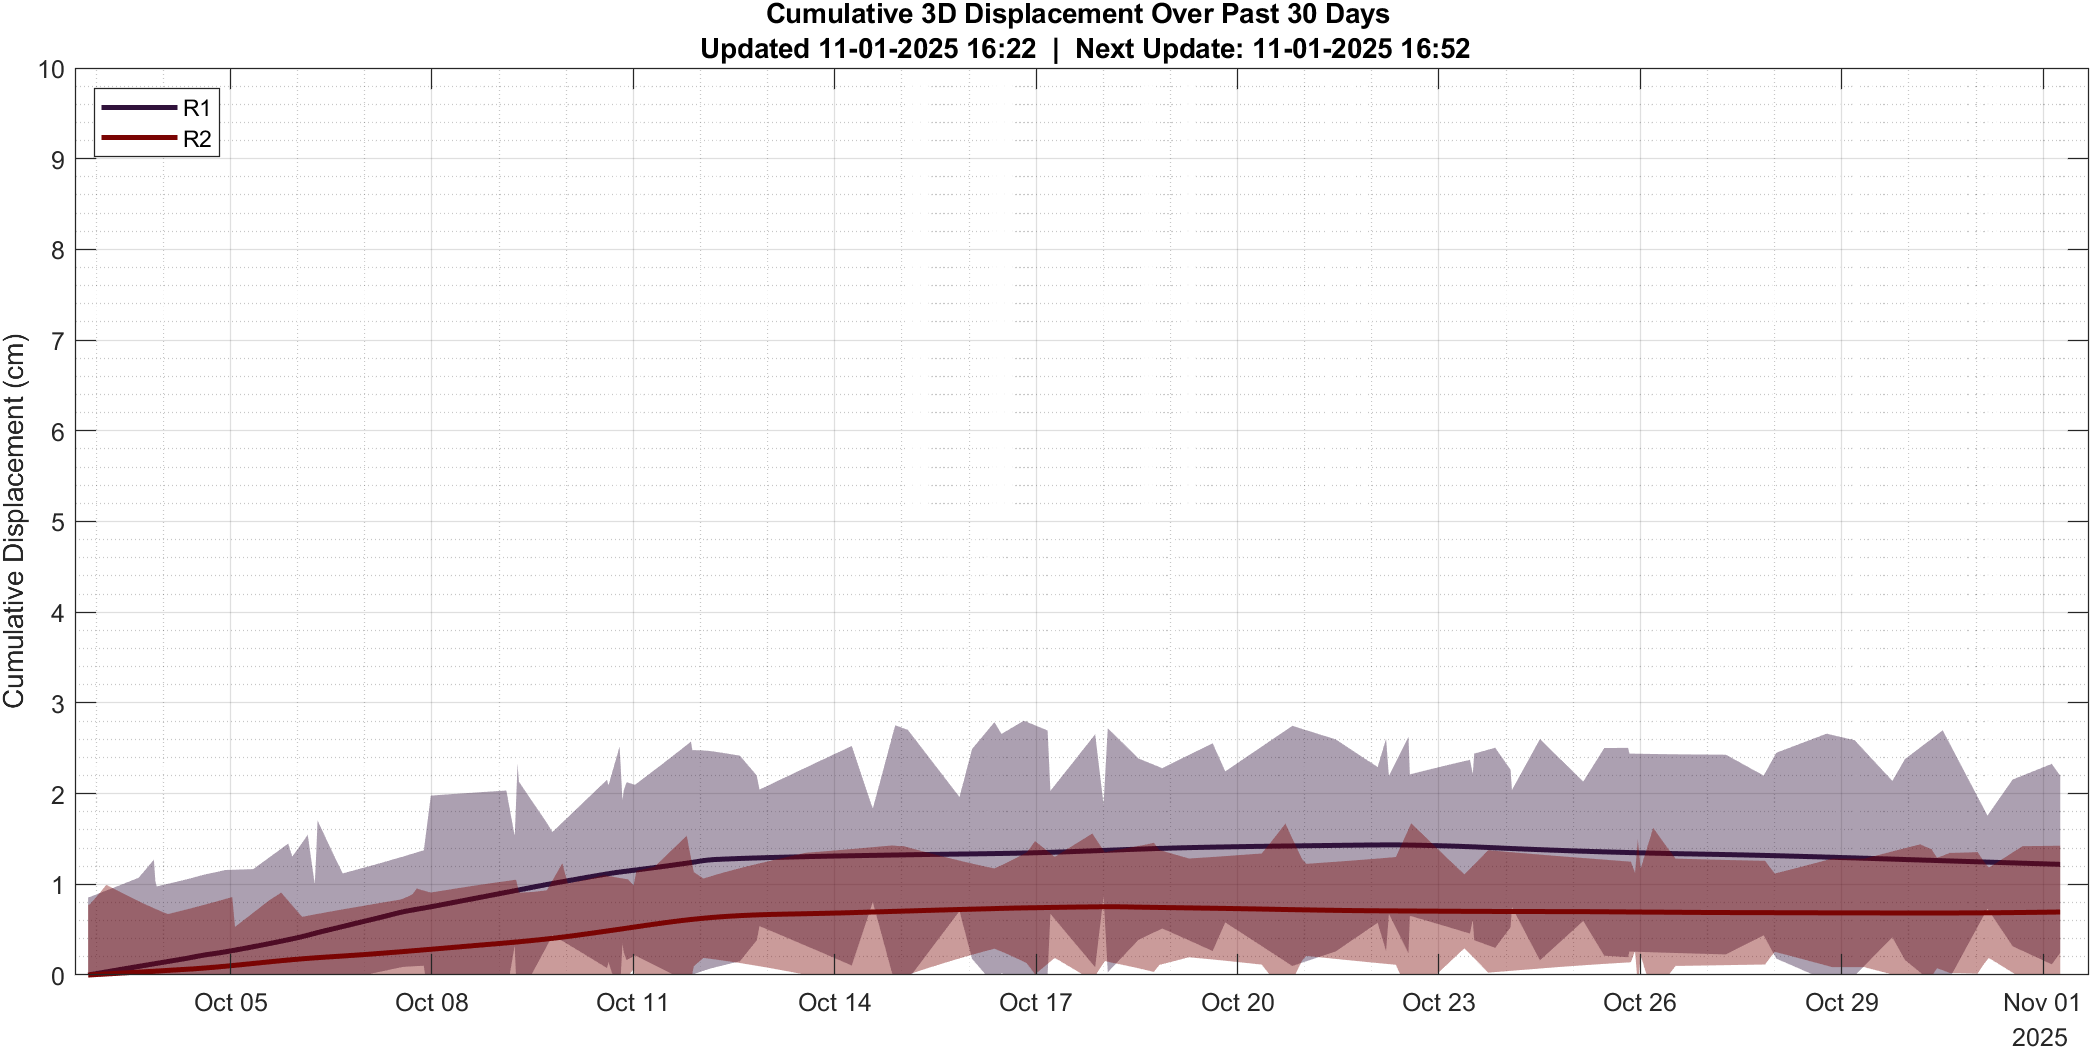 Cumulative 3D Displacement Over Past 30 Days
Updated 11-01-2025 16:22 | Next Update: 11-01-2025 16:52
R1
R2
Cumulative Displacement (cm)
10
9
8
7
6
5
4
3
2
1
0
Oct 05 Oct 08 Oct 11 Oct 14 Oct 17 Oct 20 Oct 23 Oct 26 Oct 29 Nov 01
2025